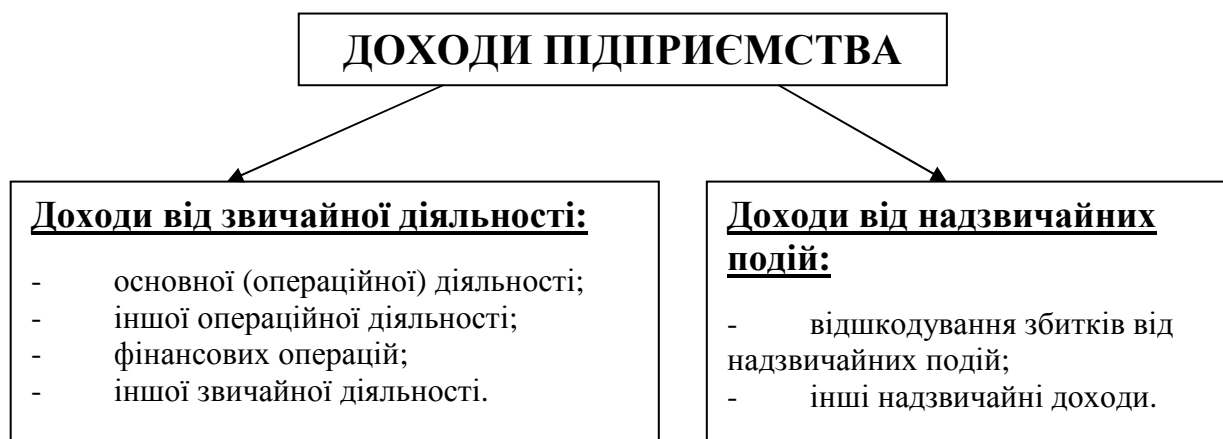 ДОХОДИ ПІДПРИЄМСТВА
Доходи від звичайної діяльності:
- основної (операційної) діяльності;
- іншої операційної діяльності;
- фінансових операцій;
- іншої звичайної діяльності.
Доходи від надзвичайних
подій:
- відшкодування збитків від
надзвичайних подій;
- інші надзвичайні доходи.